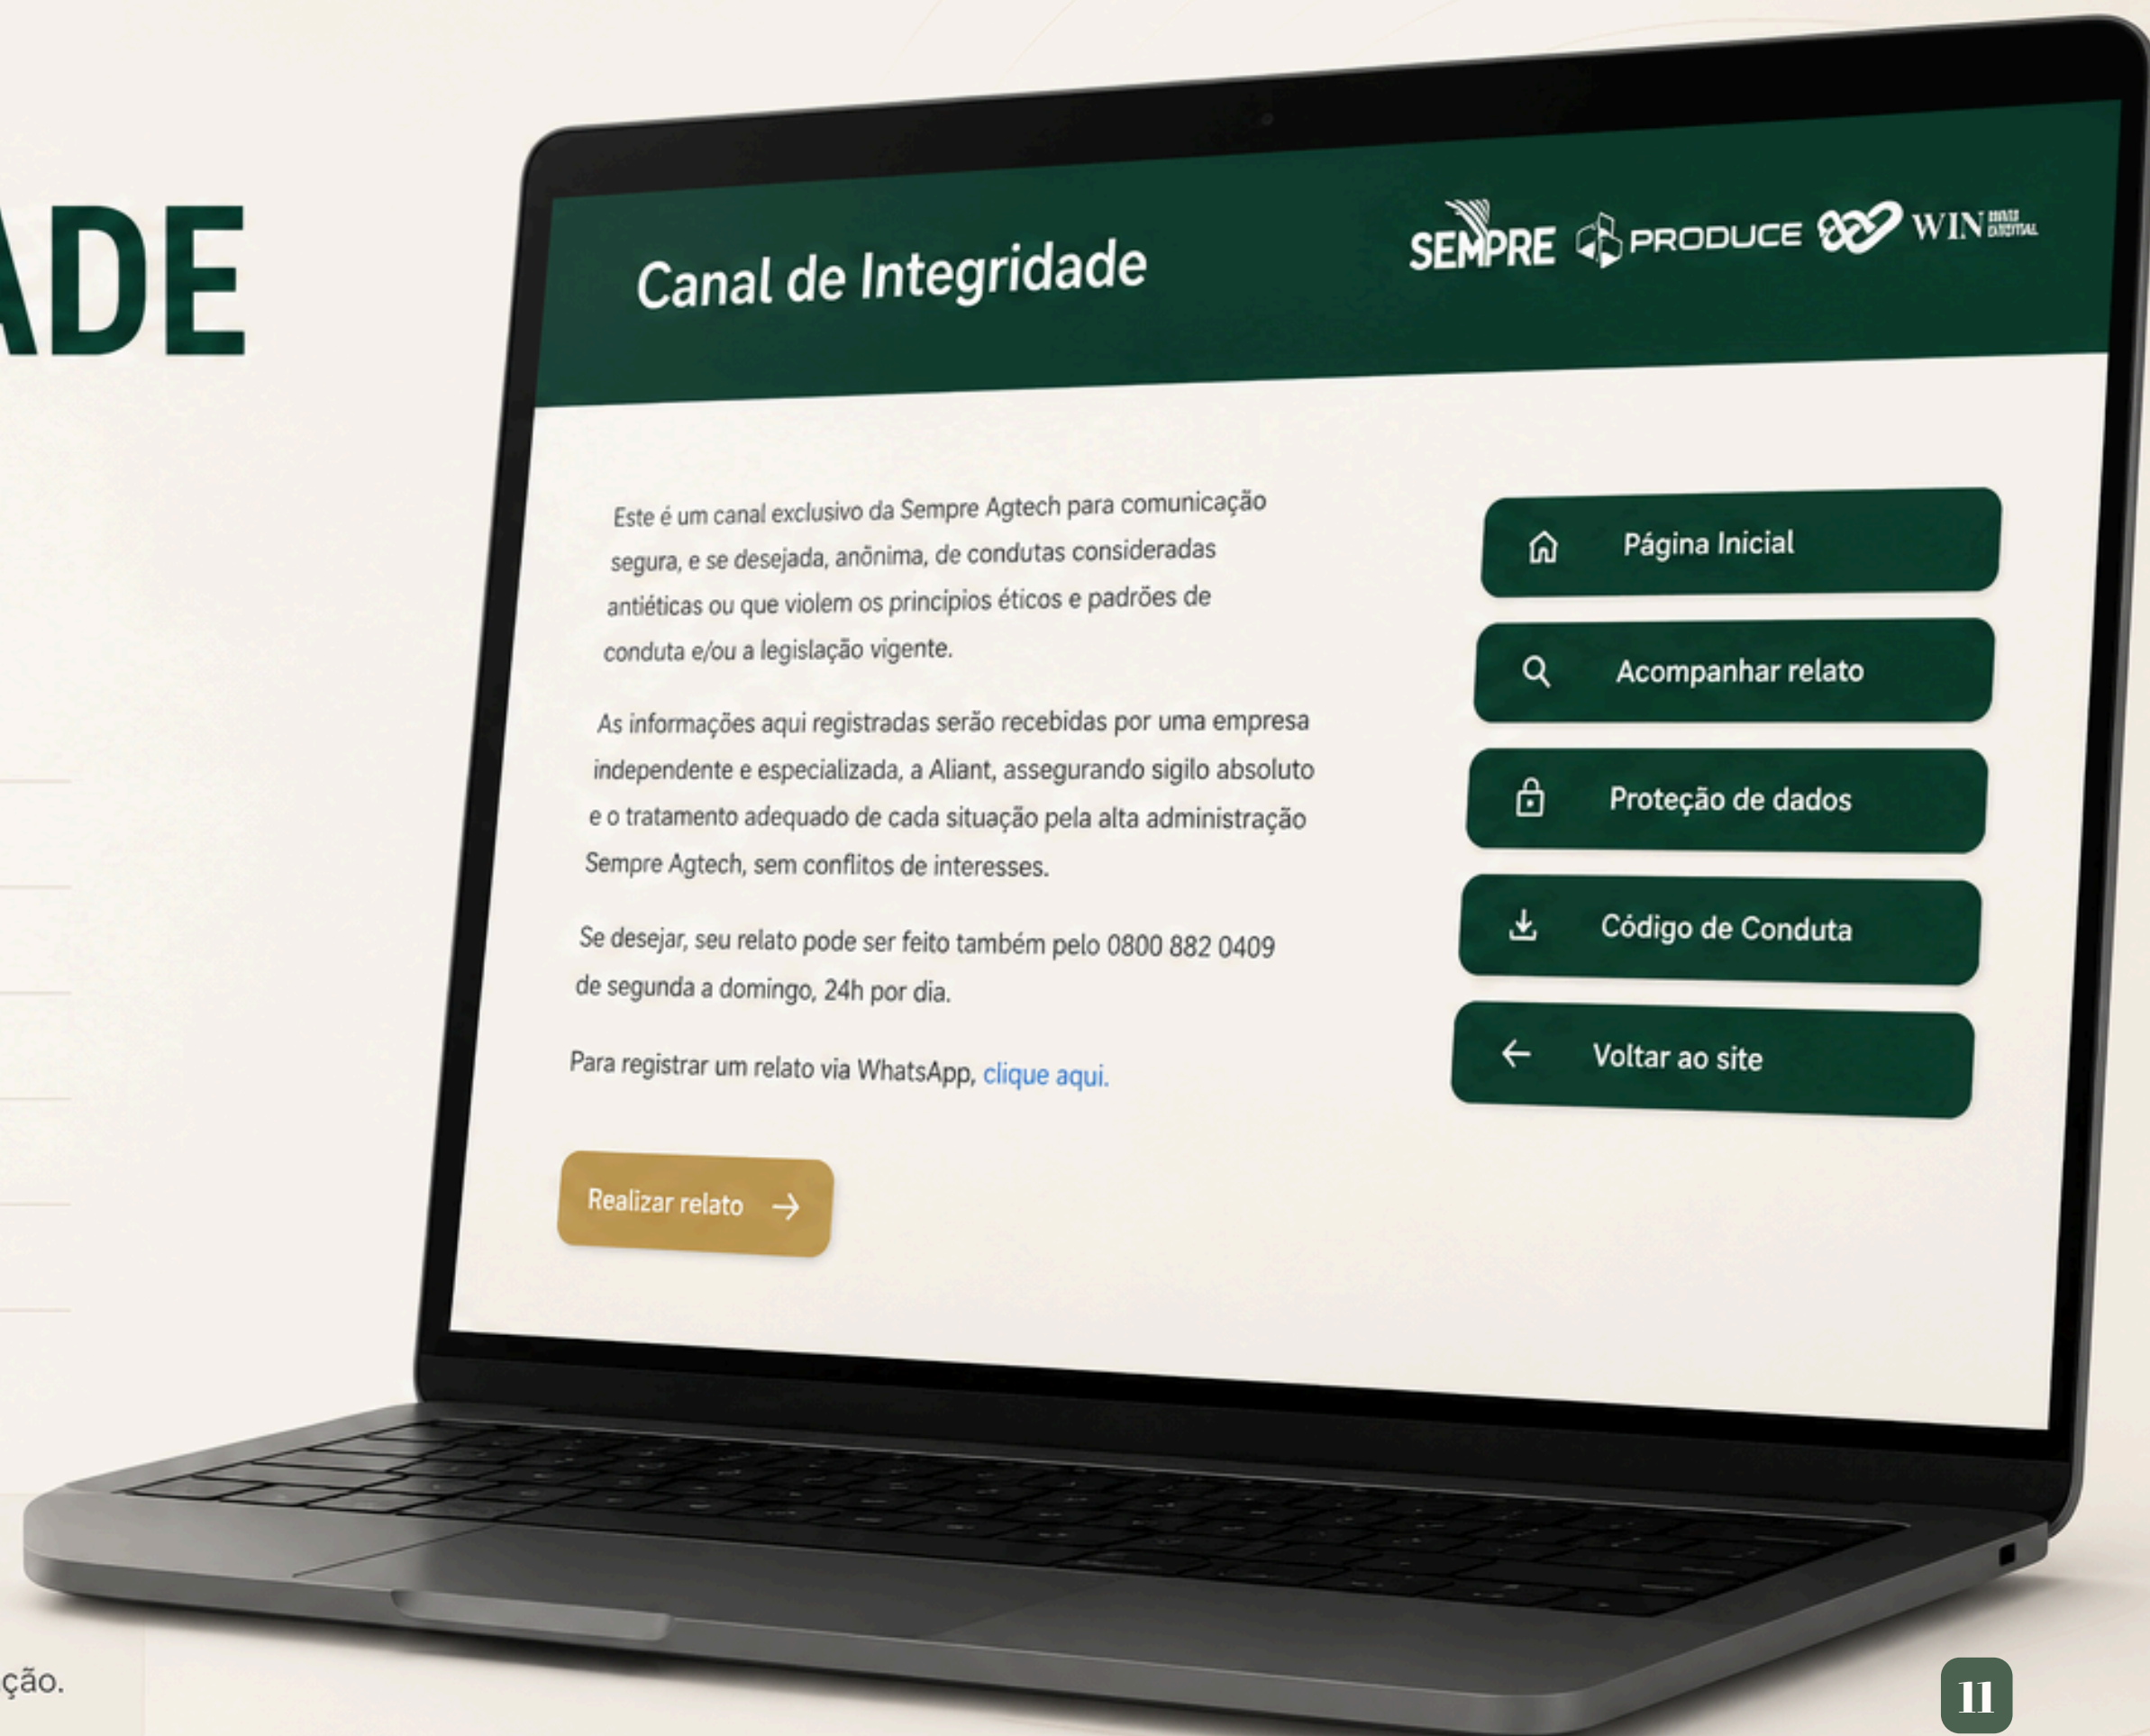 ADE
Canal de Integridade
SEMPRE
PRODUCE
WIN
Este é um canal exclusivo da Sempre Agtech para comunicação
segura, e se desejada, anônima, de condutas consideradas
antiéticas ou que violem os princípios éticos e padrões de
conduta e/ou a legislação vigente.
As informações aqui registradas serão recebidas por uma empresa
independente e especializada, a Aliant, assegurando sigilo absoluto
e o tratamento adequado de cada situação pela alta administração
Sempre Agtech, sem conflitos de interesses.
Se desejar, seu relato pode ser feito também pelo 0800 882 0409
de segunda a domingo, 24h por dia.
Para registrar um relato via WhatsApp, clique aqui.
Realizar relato
Página Inicial
Acompanhar relato
Proteção de dados
Código de Conduta
Voltar ao site
ção.
11